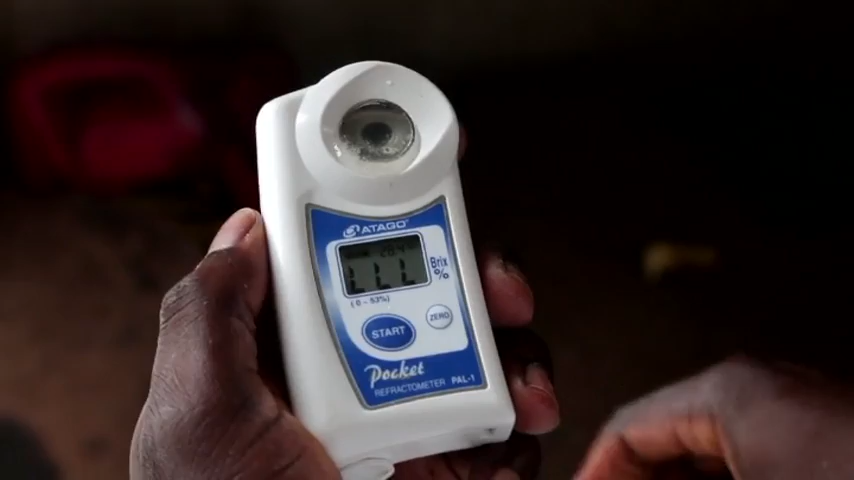 ATAGO
LLL
Brix
%
(0-53%)
START
ZERO
Pocket
REFRACTOMETER PAL-1